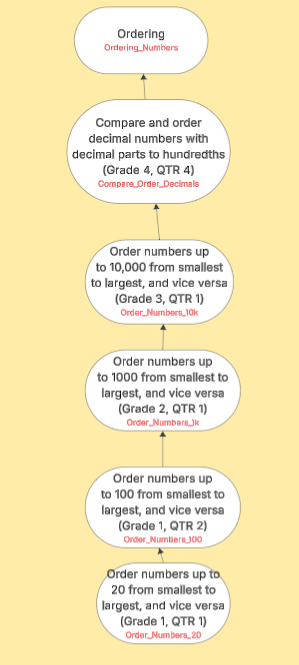 Ordering
Ordering_Numbers
Compare and order
decimal numbers with
decimal parts to hundredths
(Grade 4, QTR 4)
Compare_Order_Decimals
Order numbers up
to 10,000 from smallest
to largest, and vice versa
(Grade 3, QTR 1)
Order_Numbers_10k
Order numbers up
to 1000 from smallest to
largest, and vice versa
(Grade 2, QTR 1)
Order_Numbers_1k
Order numbers up
to 100 from smallest to
largest, and vice versa
(Grade 1, QTR 2)
Order_Numbers_100
Order numbers up to
20 from smallest to
largest, and vice versa
(Grade 1, QTR 1)
Order_Numbers_20